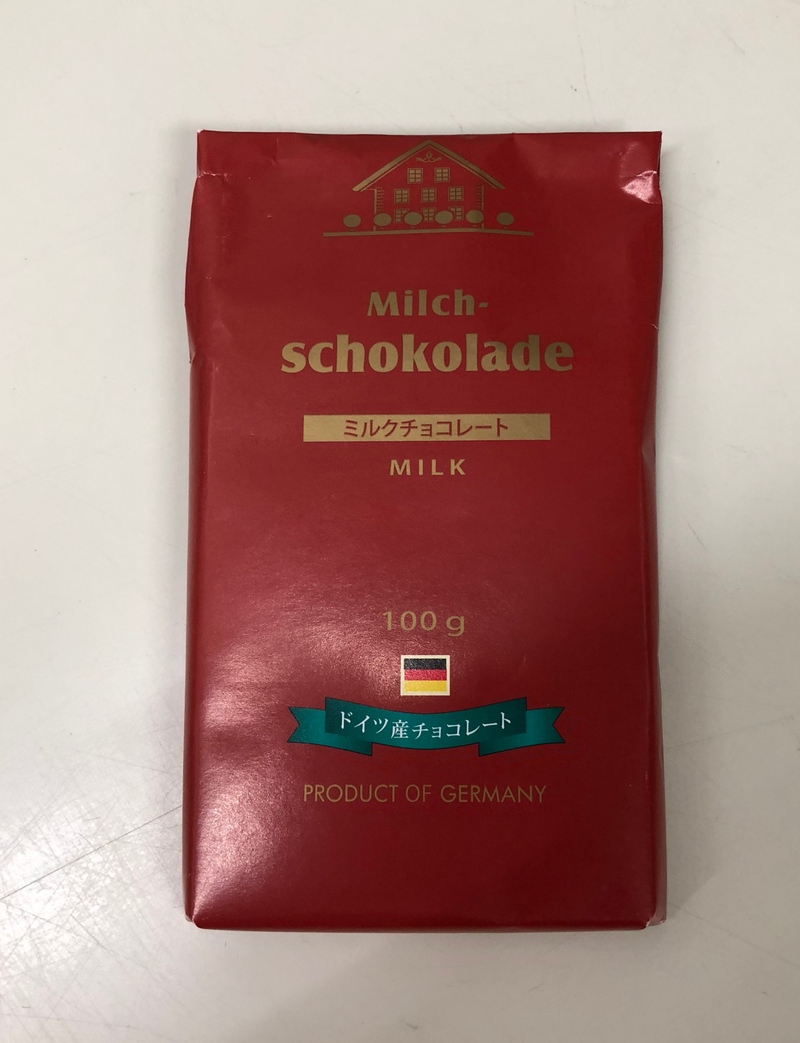 Milch-
schokolade
ミルクチョコレート
MILK
100 g
ドイツ産チョコレート
PRODUCT OF GERMANY